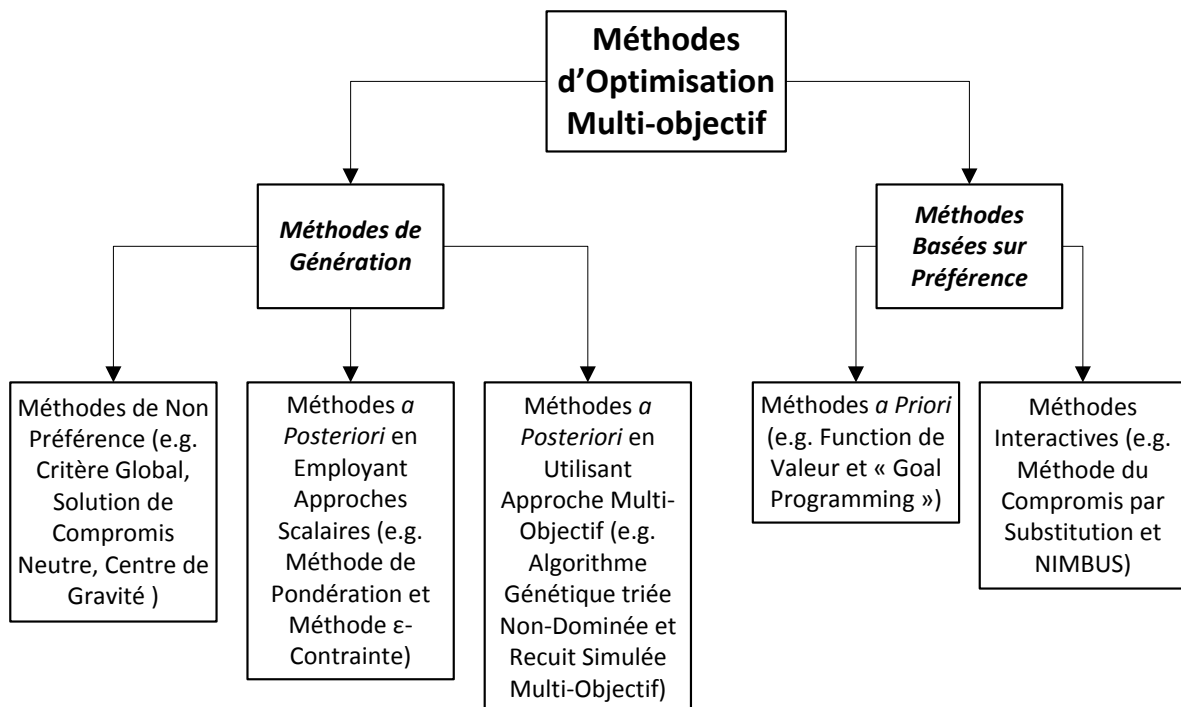 Méthodes
d'Optimisation
Multi-objectif
Méthodes de
Génération
Méthodes
Basées sur
Préférence
Méthodes de Non
Préférence (e.g.
Critère Global,
Solution de
Compromis
Neutre, Centre de
Gravité )
Méthodes a
Posteriori en
Employant
Approches
Scalaires (e.g.
Méthode de
Pondération et
Méthode ε-
Contrainte)
Méthodes a
Posteriori en
Utilisant
Approche Multi-
Objectif (e.g.
Algorithme
Génétique triée
Non-Dominée et
Recuit Simulée
Multi-Objectif)
Méthodes a Priori
(e.g. Function de
Valeur et « Goal
Programming »)
Méthodes
Interactives (e.g.
Méthode du
Compromis par
Substitution et
NIMBUS)